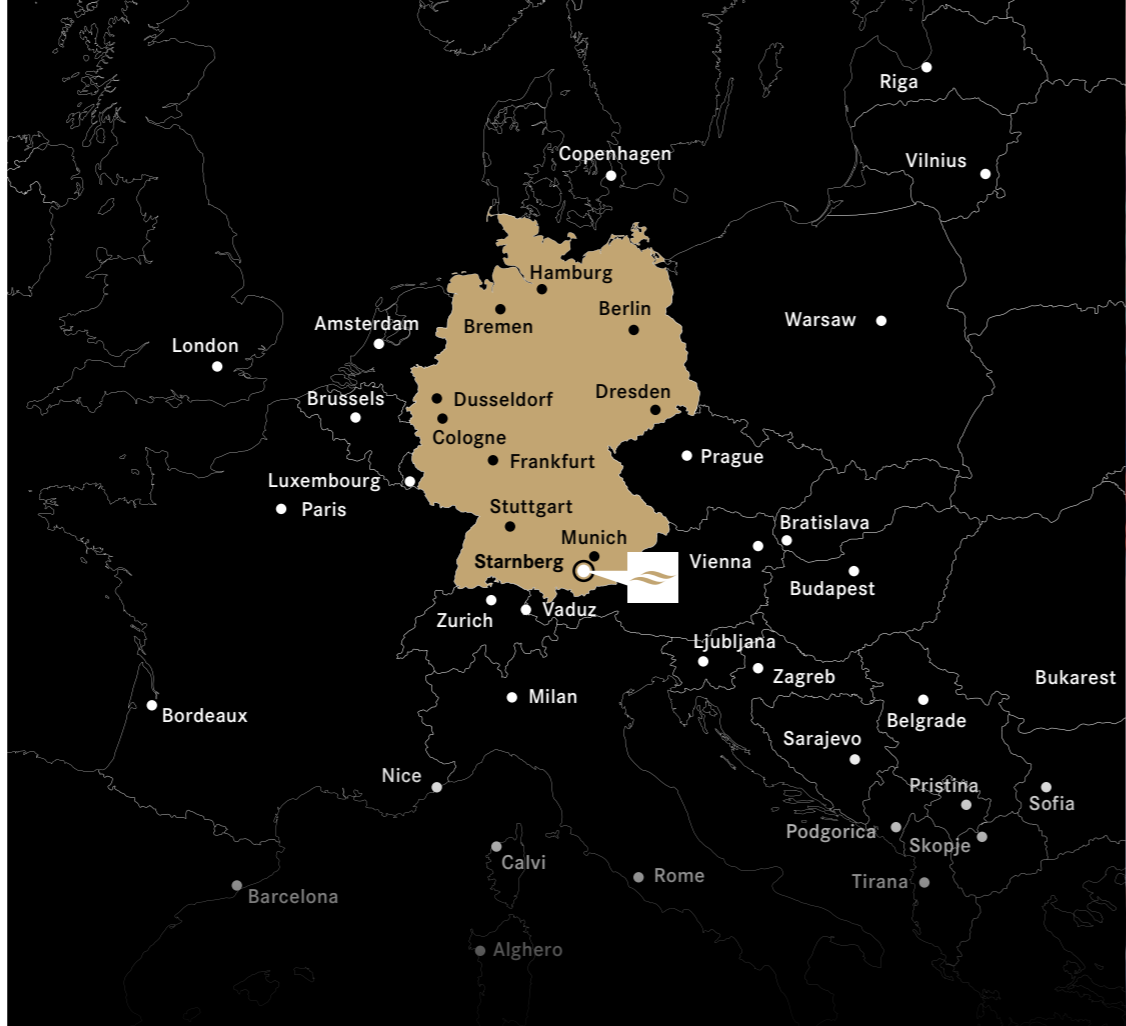 Riga
Copenhagen
Vilnius
Hamburg
Berlin
Bremen
Amsterdam
Warsaw
London
Dresden
Brussels
Dusseldorf
Cologne
Prague
Frankfurt
Luxembourg
Paris
Stuttgart
Bratislava
Munich
Starnberg
Vienna
Budapest
Zurich
Vaduz
Ljubljana
Zagreb
Bukarest
Milan
Bordeaux
Belgrade
Sarajevo
Nice
Pristina
Sofia
Podgorica
Skopje
Calvi
Rome
Tirana
Barcelona
Alghero